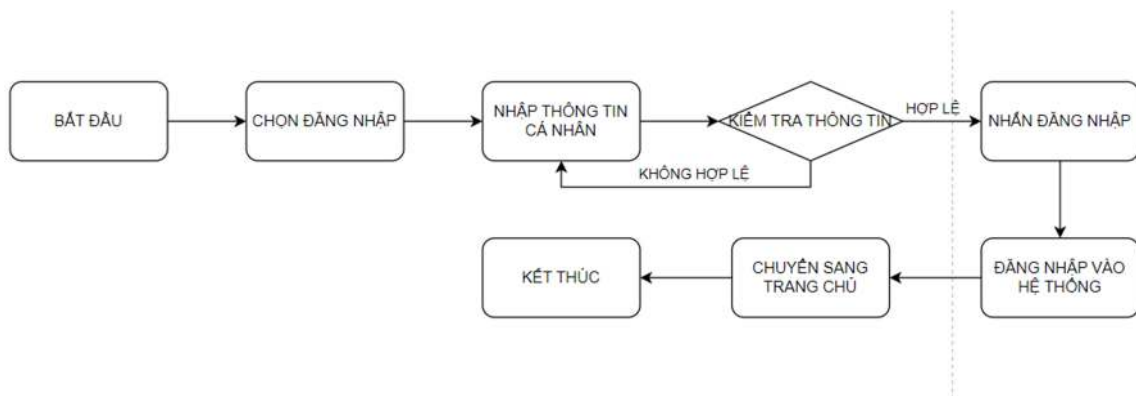 BẮT ĐẦU
CHỌN ĐĂNG NHẬP
NHẬP THÔNG TIN
CÁ NHÂN
KIỂM TRA THÔNG TIN
HỢP LỆ
NHẤN ĐĂNG NHẬP
KHÔNG HỢP LỆ
ĐĂNG NHẬP VÀO
HỆ THỐNG
CHUYỂN SANG
TRANG CHỦ
KẾT THÚC